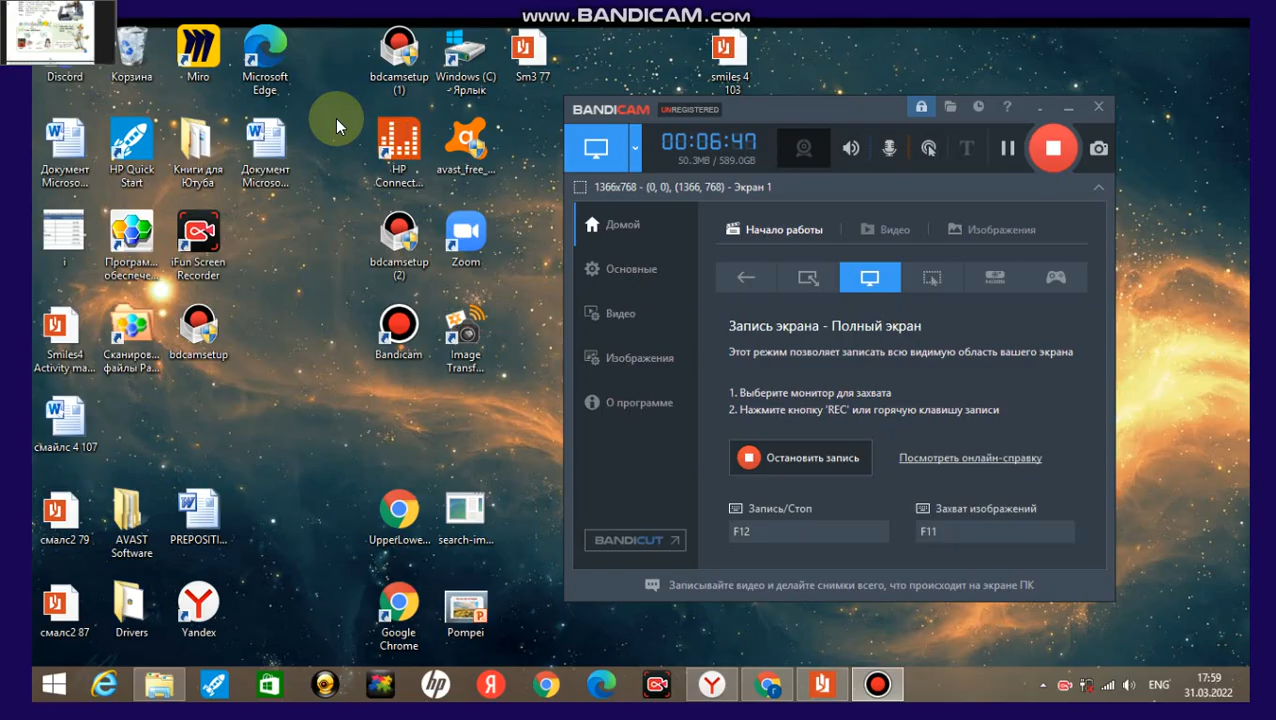 www.BANDICAM.com
Discord
Корзина
Miro
Microsoft
Edge
bdcamsetup
(1)
Windows (C)
- Ярлык
Sm3 77
smiles 4
103
Документ
Microso...
HP Quick
Start
Книги для
Ютуба
Документ
Microso...
HP
Connect...
avast_free_...
i
Програм...
обеспече...
iFun Screen
Recorder
bdcamsetup
(2)
Zoom
Smiles4
Activity ma...
Сканиров...
файлы Pa...
bdcamsetup
Bandicam
Image
Transf...
смайлс 4 107
смалс2 79
AVAST
Software
PREPOSITI...
UpperLowe...
search-im...
смалс2 87
Drivers
Yandex
Google
Chrome
Pompei
BANDICAM UNREGISTERED
00:06:47
50.3MB / 589.0GB
1366x768 - (0, 0), (1366, 768) - Экран 1
Домой
Основные
Видео
Изображения
О программе
BANDICUT
Начало работы
Видео
Изображения
Запись экрана - Полный экран
Этот режим позволяет записать всю видимую область вашего экрана
1. Выберите монитор для захвата
2. Нажмите кнопку 'REC' или горячую клавишу записи
Остановить запись
Посмотреть онлайн-справку
Запись/Стоп
Захват изображений
F12
F11
Записывайте видео и делайте снимки всего, что происходит на экране ПК
ENG
17:59
31.03.2022